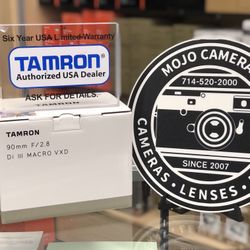 Six Year USA Limited Warranty
TAMRON®
Authorized USA Dealer
ASK FOR DETAILS.
TAMRON
90mm F/2.8
Di III MACRO VXD
MOJO CAMERA
714-520-2000
SINCE 2007
CAMERAS • LENSES •